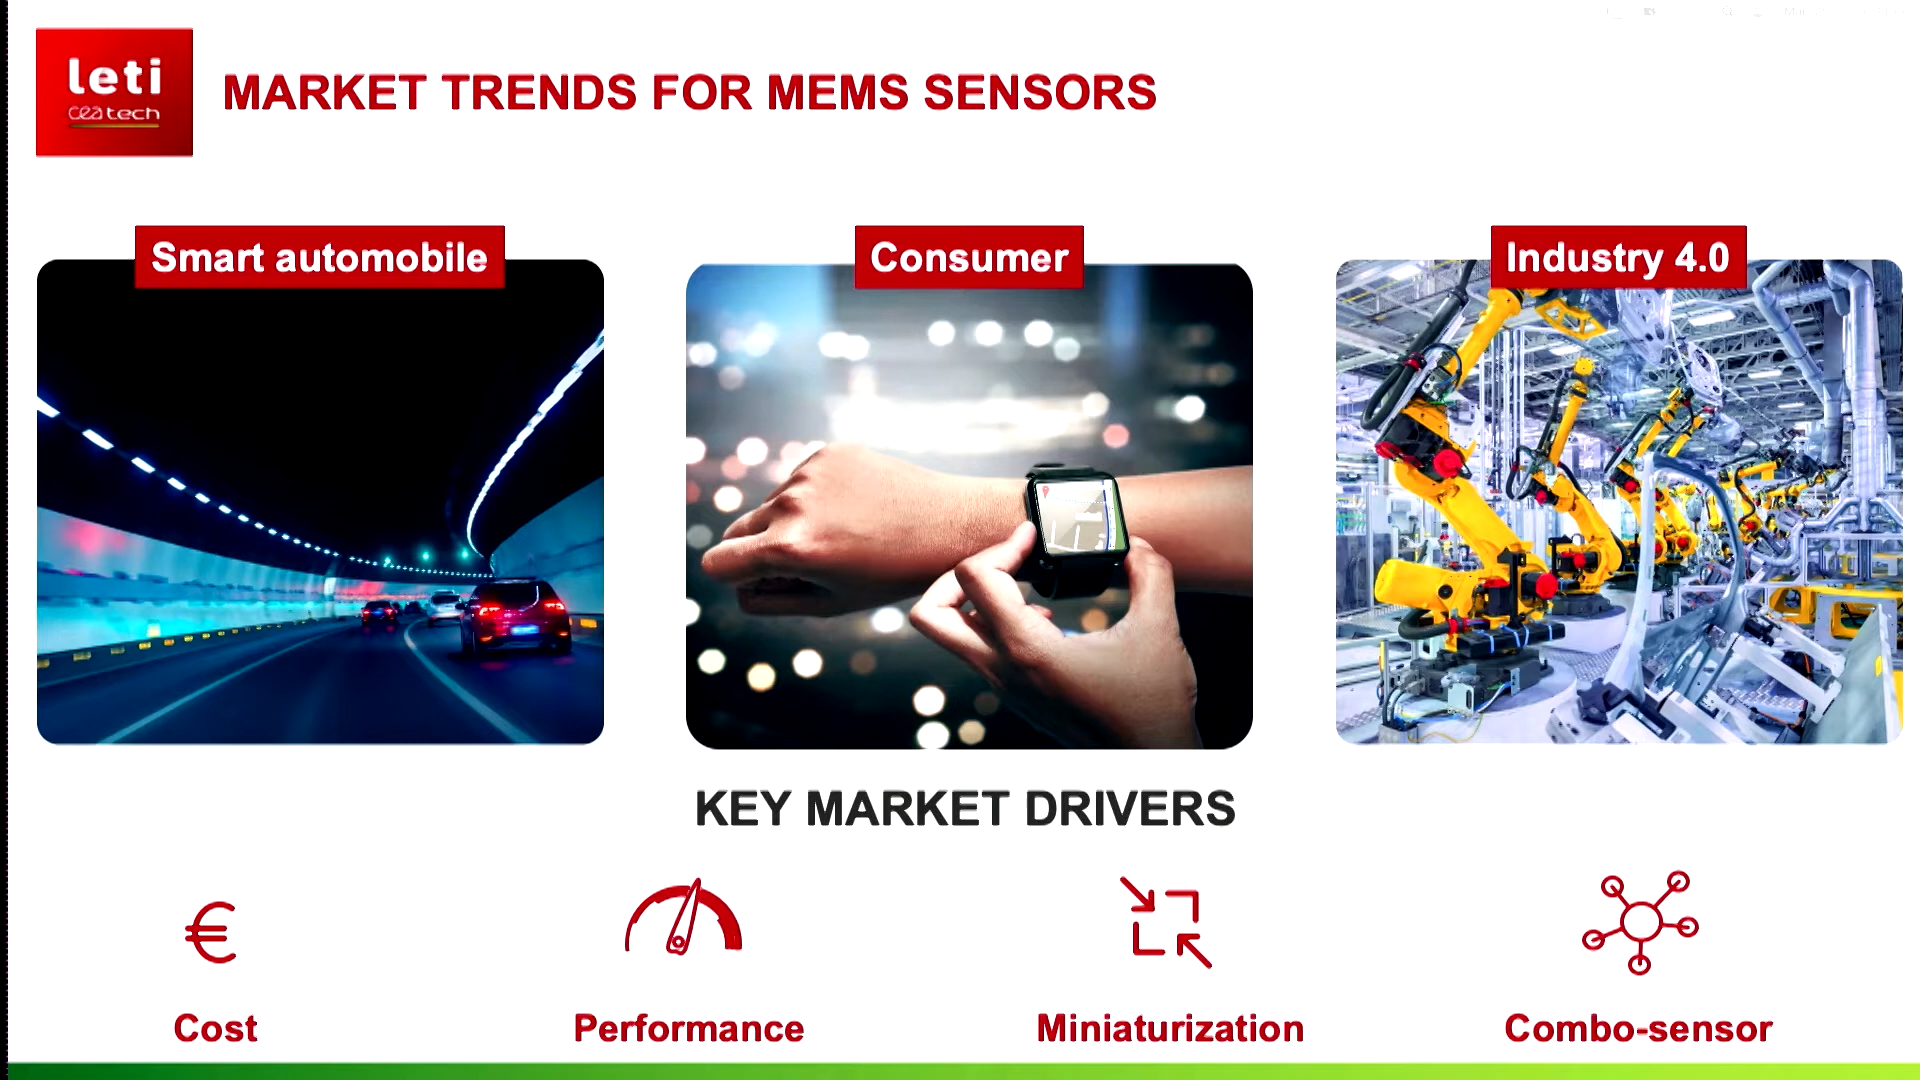 leti
cea tech
MARKET TRENDS FOR MEMS SENSORS
Smart automobile
Consumer
Industry 4.0
KEY MARKET DRIVERS
€
Cost
Performance
Miniaturization
Combo-sensor